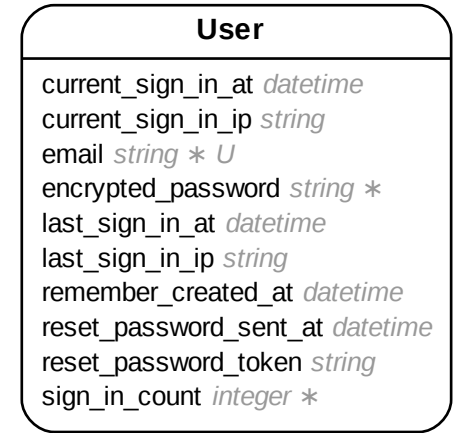 User
current_sign_in_at datetime
current_sign_in_ip string
email string ∗ U
encrypted_password string ∗
last_sign_in_at datetime
last_sign_in_ip string
remember_created_at datetime
reset_password_sent_at datetime
reset_password_token string
sign_in_count integer ∗